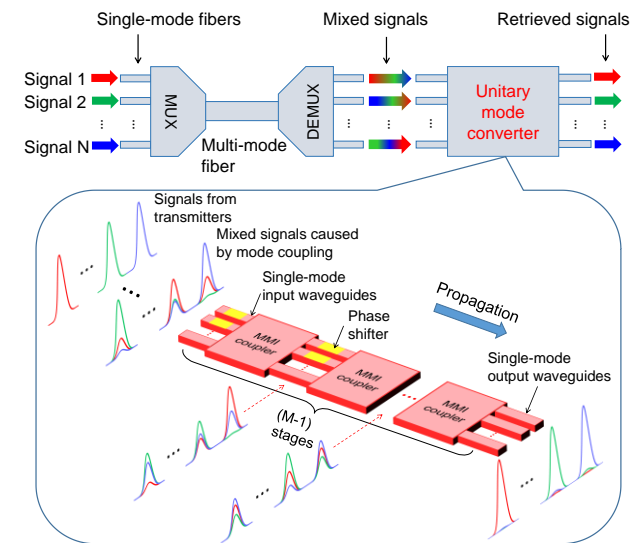 Single-mode fibers
Mixed signals
Retrieved signals
Signal 1
Signal 2
Signal N
MUX
Multi-mode
fiber
DEMUX
Unitary
mode
converter
Signals from
transmitters
Mixed signals caused
by mode coupling
Single-mode
input waveguides
Phase
shifter
Propagation
MMI
coupler
MMI
coupler
MMI
coupler
Single-mode
output waveguides
(M-1)
stages